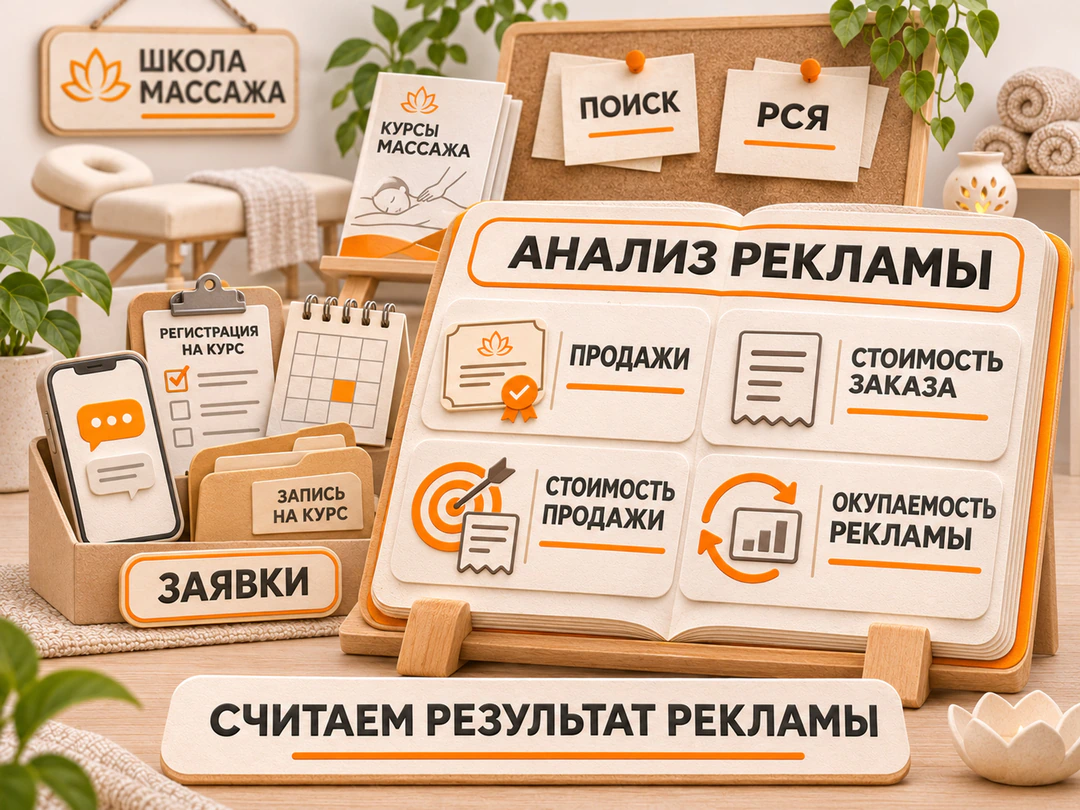 ШКОЛА
МАССАЖА
КУРСЫ
МАССАЖА
ПОИСК
РСЯ
АНАЛИЗ РЕКЛАМЫ
ПРОДАЖИ
СТОИМОСТЬ
ЗАКАЗА
СТОИМОСТЬ
ПРОДАЖИ
ОКУПАЕМОСТЬ
РЕКЛАМЫ
РЕГИСТРАЦИЯ
НА КУРС
ЗАПИСЬ
НА КУРС
ЗАЯВКИ
СЧИТАЕМ РЕЗУЛЬТАТ РЕКЛАМЫ